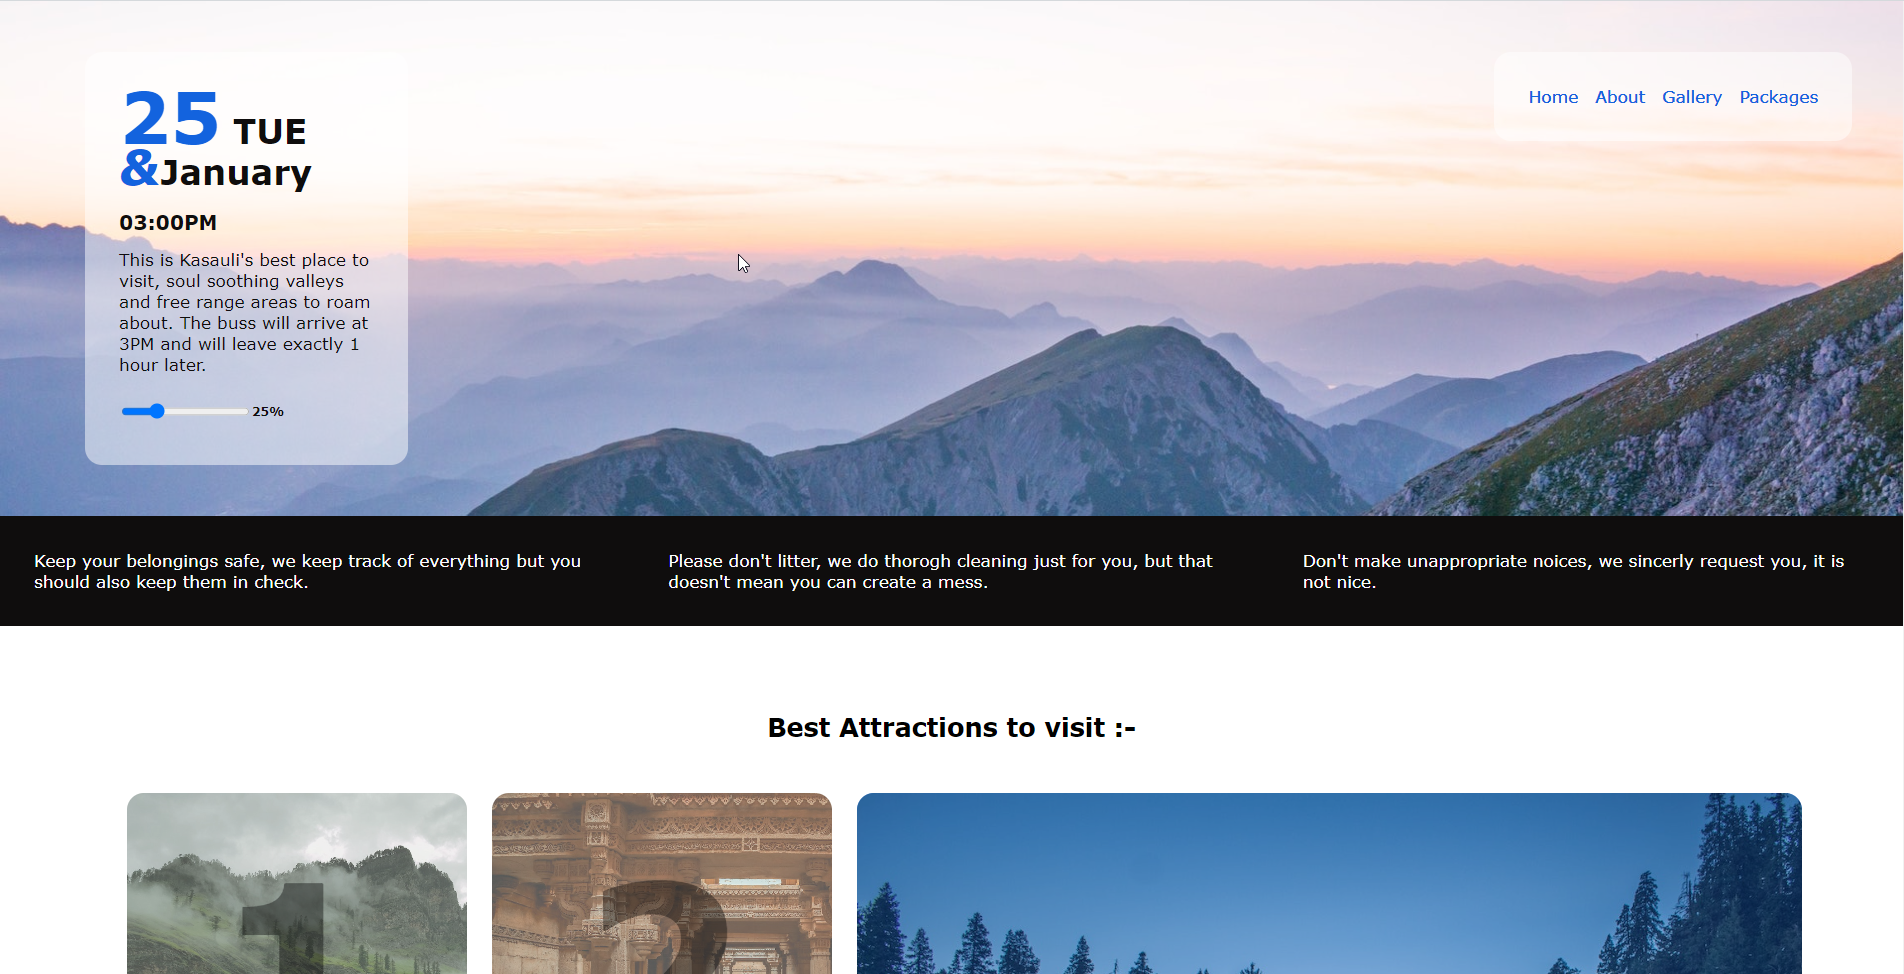 Home About Gallery Packages
25 TUE
&January
03:00PM
This is Kasauli's best place to
visit, soul soothing valleys
and free range areas to roam
about. The buss will arrive at
3PM and will leave exactly 1
hour later.
25%
Keep your belongings safe, we keep track of everything but you
should also keep them in check.
Please don't litter, we do thorogh cleaning just for you, but that
doesn't mean you can create a mess.
Don't make unappropriate noices, we sincerly request you, it is
not nice.
Best Attractions to visit :-
1
2